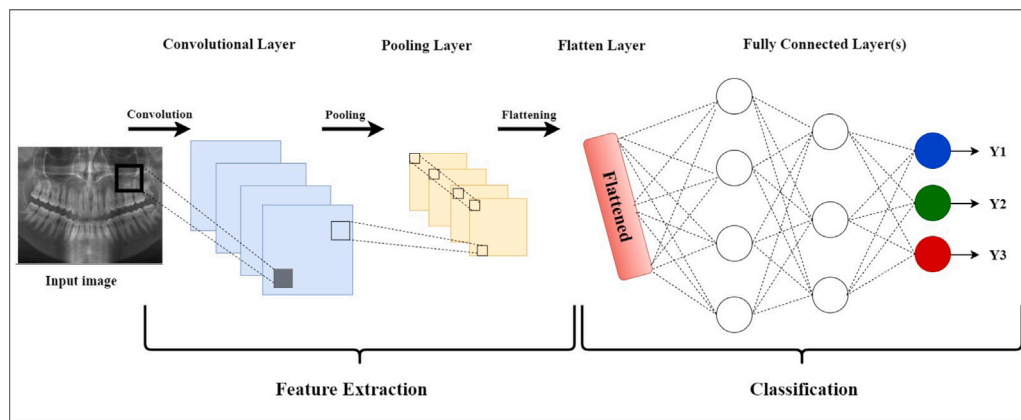 Convolutional Layer
Pooling Layer
Flatten Layer
Fully Connected Layer(s)
Convolution
Pooling
Flattening
Flattened
Y1
Y2
Y3
Input image
Feature Extraction
Classification